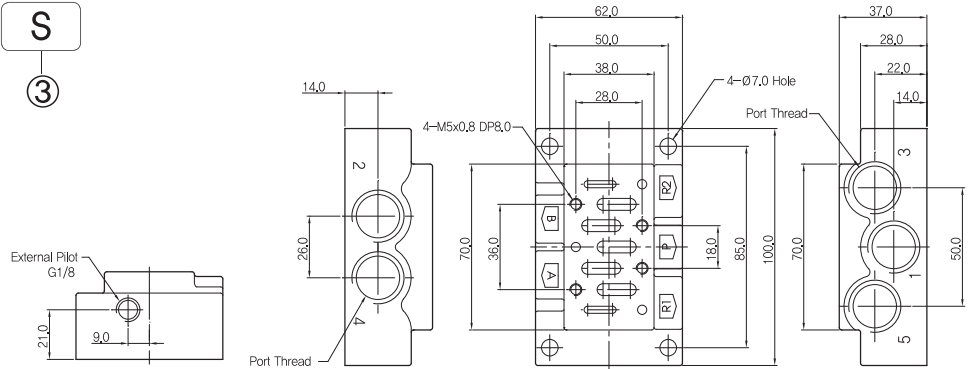 S
3
External Pilot
G1/8
21.0
9.0
14.0
2
26.0
4
Port Thread
62.0
50.0
38.0
28.0
4-M5x0.8 DP8.0
4-Ø7.0 Hole
R2
B
P
A
R1
70.0
36.0
18.0
85.0
100.0
37.0
28.0
22.0
14.0
Port Thread
3
1
5
70.0
50.0